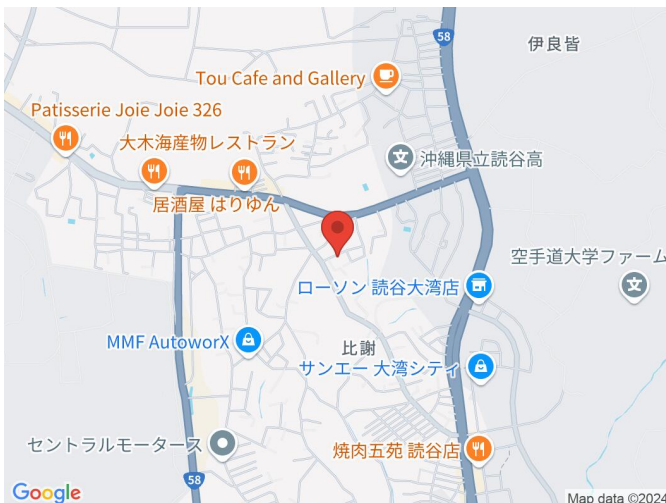 58
伊良皆
Tou Cafe and Gallery
Patisserie Joie Joie 326
大木海産物レストラン
沖縄県立読谷高
居酒屋 はりゆん
空手道大学ファーム
ローソン 読谷大湾店
MMF AutoworX
比謝
サンエー 大湾シティ
セントラルモータース
焼肉五苑 読谷店
58
Google
Map data ©2024